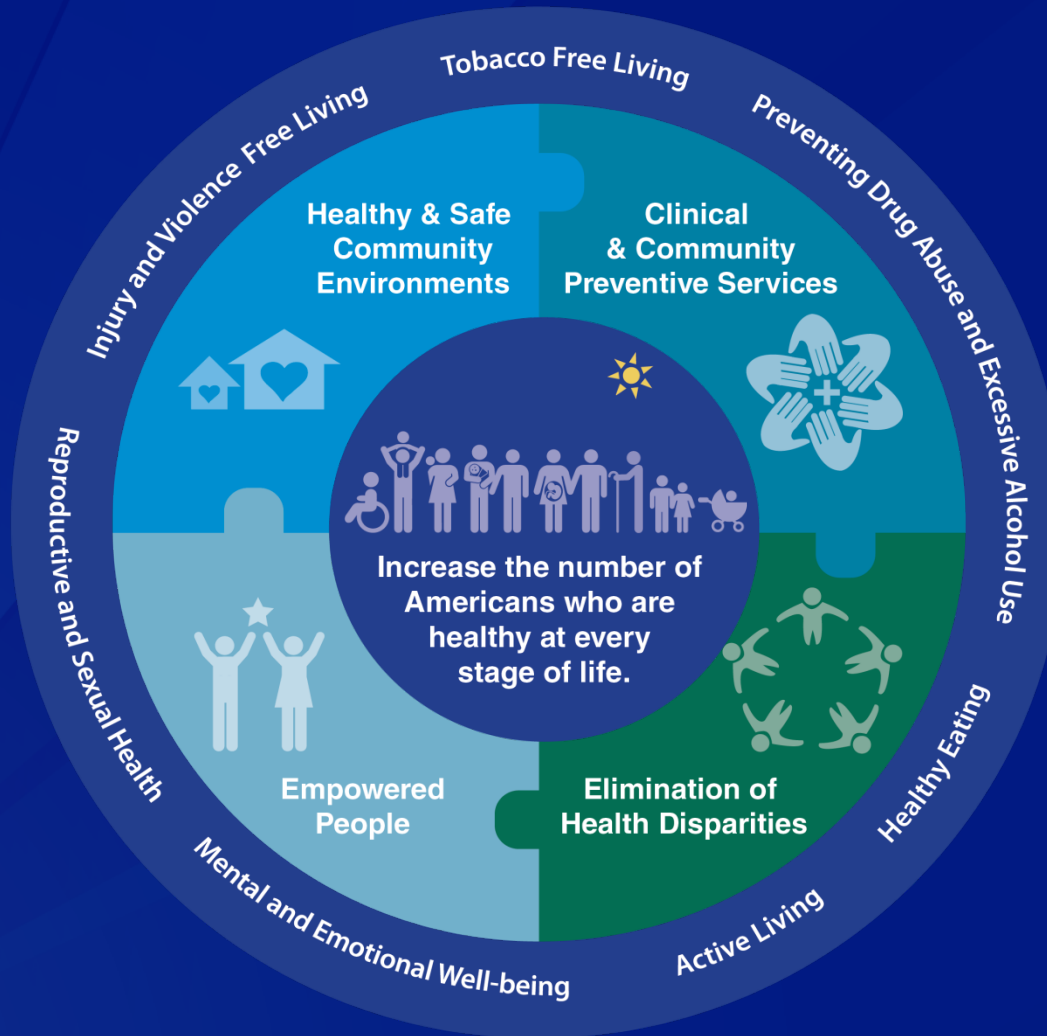 Tobacco Free Living
Preventing Drug Abuse and Excessive Alcohol Use
Healthy Eating
Active Living
Mental and Emotional Well-being
Reproductive and Sexual Health
Injury and Violence Free Living
Healthy & Safe
Community
Environments
Clinical
& Community
Preventive Services
Increase the number of
Americans who are
healthy at every
stage of life.
Empowered
People
Elimination of
Health Disparities